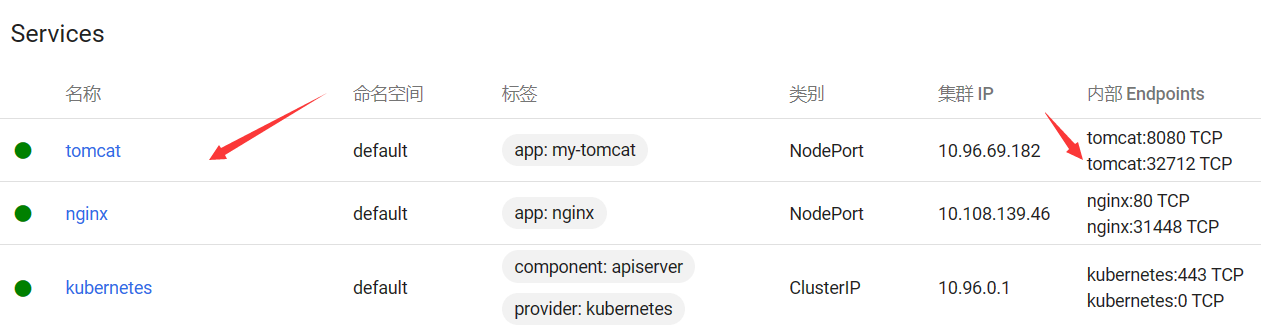 Services
名称 命名空间 标签 类别 集群 IP 内部 Endpoints
tomcat default app: my-tomcat NodePort 10.96.69.182 tomcat:8080 TCP
tomcat:32712 TCP
nginx default app: nginx NodePort 10.108.139.46 nginx:80 TCP
nginx:31448 TCP
kubernetes default component: apiserver ClusterIP 10.96.0.1 kubernetes:443 TCP
provider: kubernetes kubernetes:0 TCP